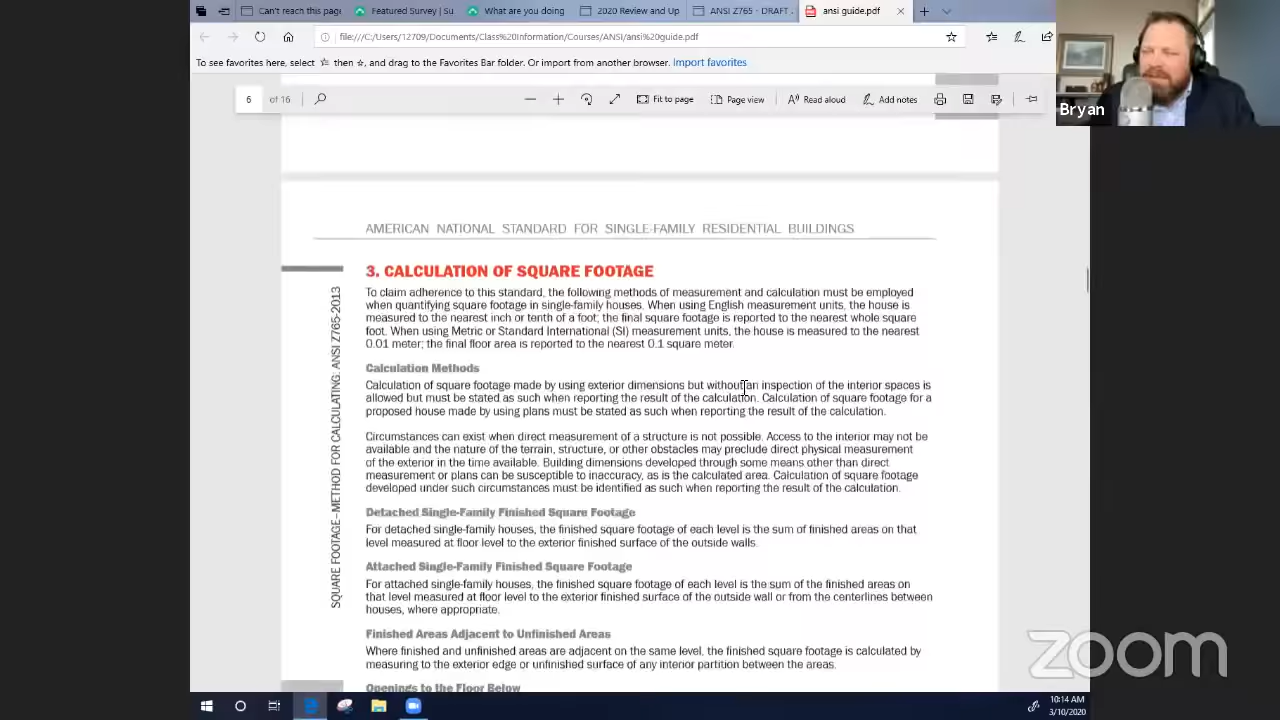 Can't reach this page
Featured Survey | Su
What are you doing
2020 Review and Up
ANSI Z765 - DRAFT
ansi guide.pdf
file:///C:/Users/12709/Documents/Class%20Information/Courses/ANSI/ansi%20guide.pdf
To see favorites here, select then , and drag to the Favorites Bar folder. Or import from another browser. Import favorites
6 of 16
Fit to page
Page view
Read aloud
Add notes
Bryan
AMERICAN NATIONAL STANDARD FOR SINGLE-FAMILY RESIDENTIAL BUILDINGS
SQUARE FOOTAGE–METHOD FOR CALCULATING: ANSI Z765-2013
3. CALCULATION OF SQUARE FOOTAGE
To claim adherence to this standard, the following methods of measurement and calculation must be employed
when quantifying square footage in single-family houses. When using English measurement units, the house is
measured to the nearest inch or tenth of a foot; the final square footage is reported to the nearest whole square
foot. When using Metric or Standard International (SI) measurement units, the house is measured to the nearest
0.01 meter; the final floor area is reported to the nearest 0.1 square meter.
Calculation Methods
Calculation of square footage made by using exterior dimensions but without an inspection of the interior spaces is
allowed but must be stated as such when reporting the result of the calculation. Calculation of square footage for a
proposed house made by using plans must be stated as such when reporting the result of the calculation.
Circumstances can exist when direct measurement of a structure is not possible. Access to the interior may not be
available and the nature of the terrain, structure, or other obstacles may preclude direct physical measurement
of the exterior in the time available. Building dimensions developed through some means other than direct
measurement or plans can be susceptible to inaccuracy, as is the calculated area. Calculation of square footage
developed under such circumstances must be identified as such when reporting the result of the calculation.
Detached Single-Family Finished Square Footage
For detached single-family houses, the finished square footage of each level is the sum of finished areas on that
level measured at floor level to the exterior finished surface of the outside walls.
Attached Single-Family Finished Square Footage
For attached single-family houses, the finished square footage of each level is the sum of the finished areas on
that level measured at floor level to the exterior finished surface of the outside wall or from the centerlines between
houses, where appropriate.
Finished Areas Adjacent to Unfinished Areas
Where finished and unfinished areas are adjacent on the same level, the finished square footage is calculated by
measuring to the exterior edge or unfinished surface of any interior partition between the areas.
Openings to the Floor Below
zoom
10:14 AM
3/10/2020